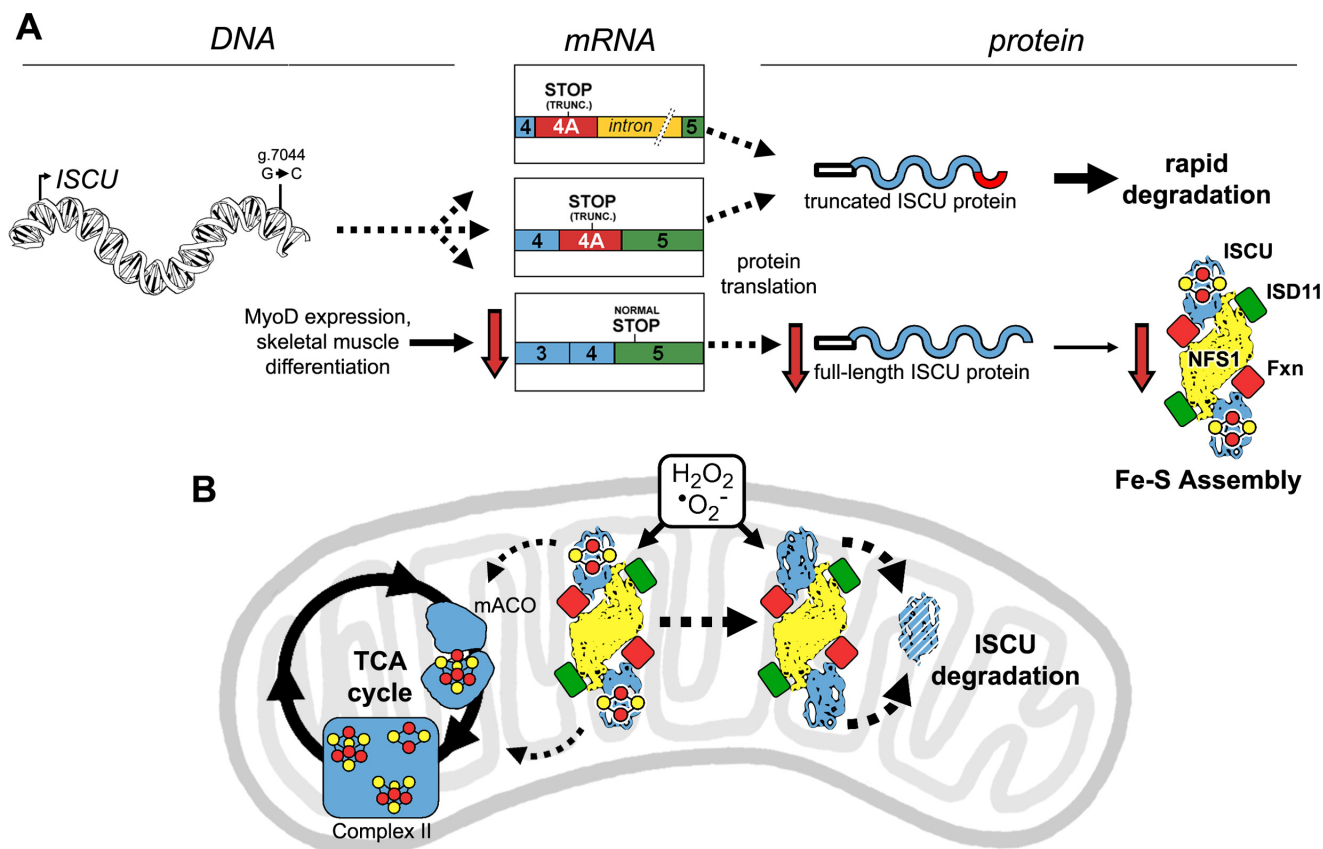 A
DNA
mRNA
protein
STOP
(TRUNC.)
4 4A intron 5
g.7044
G C
ISCU
STOP
(TRUNC.)
4 4A 5
truncated ISCU protein
rapid
degradation
protein
translation
MyoD expression,
skeletal muscle
differentiation
NORMAL
STOP
3 4 5
full-length ISCU protein
ISCU
ISD11
NFS1
Fxn
Fe-S Assembly
B
H₂O₂
•O₂⁻
mACO
TCA
cycle
Complex II
ISCU
degradation